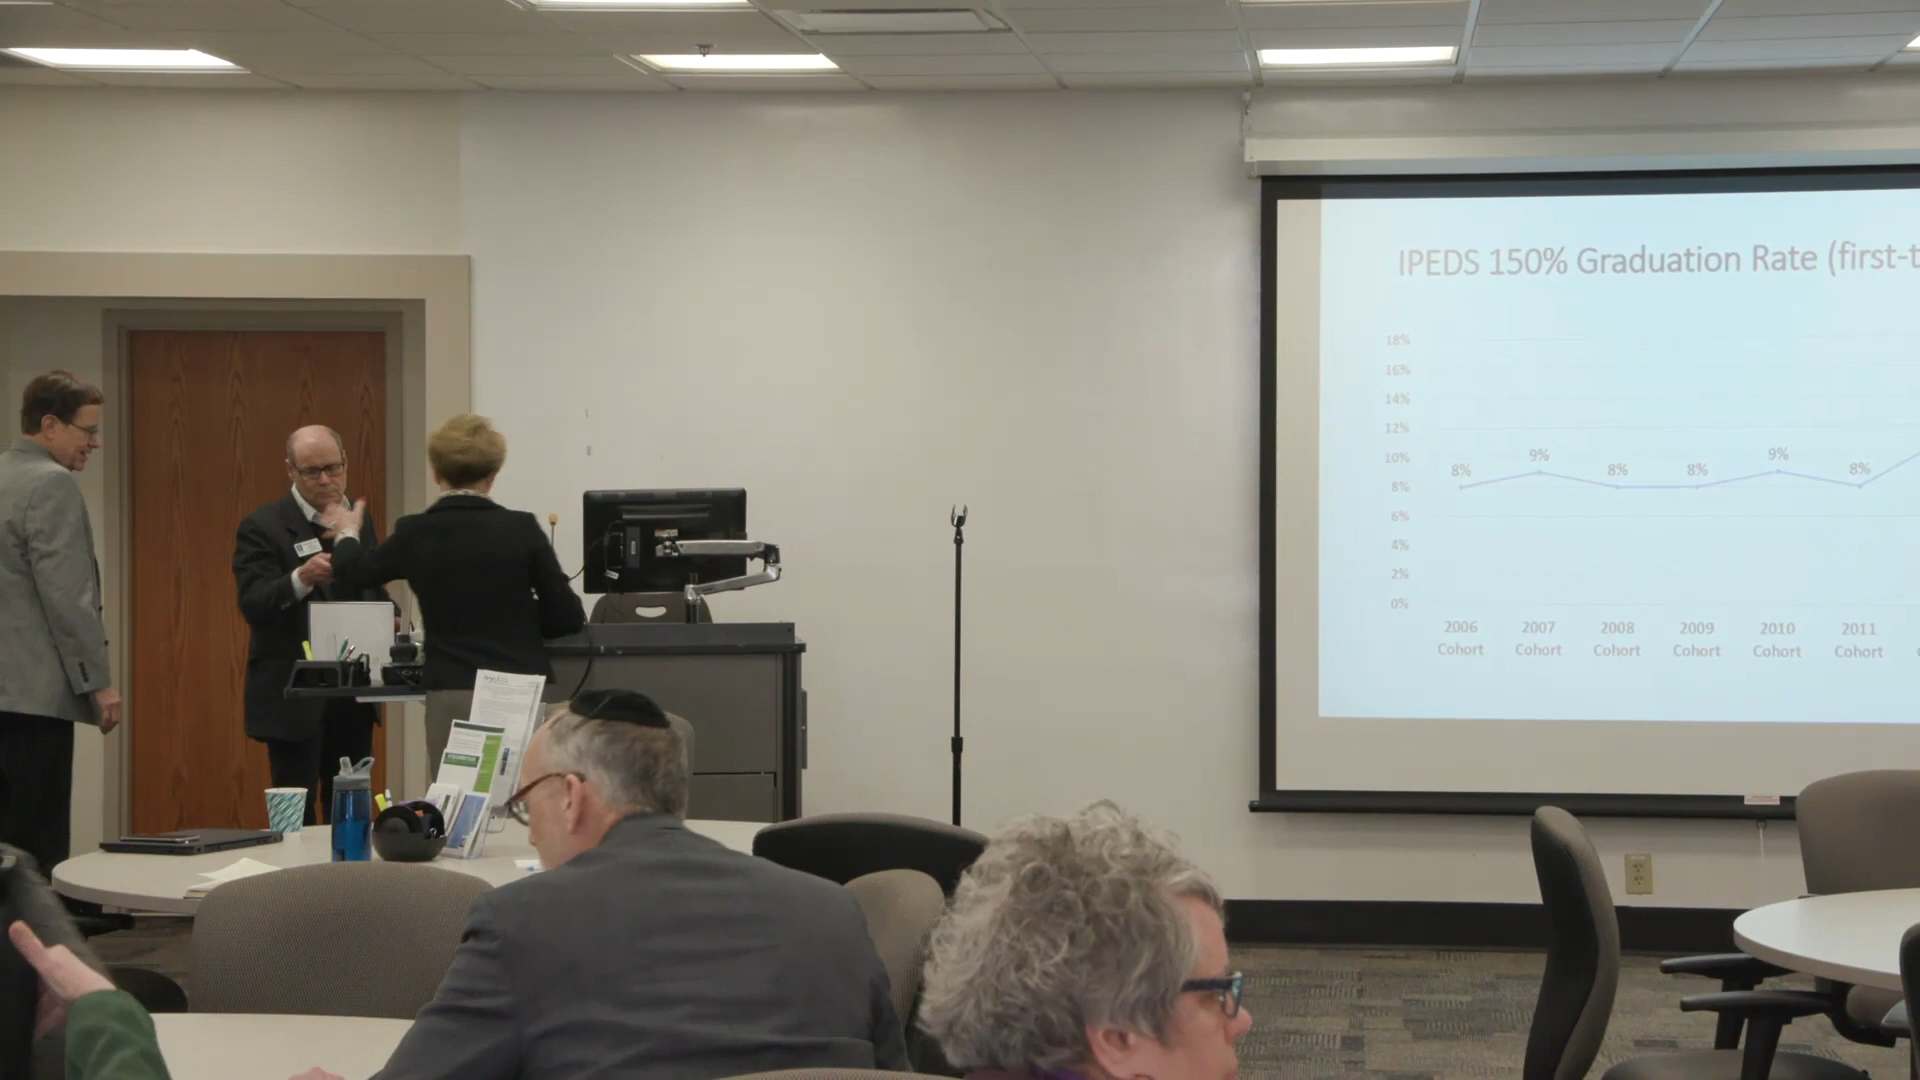 IPEDS 150% Graduation Rate (first-t
18%
16%
14%
12%
10%
8%
6%
4%
2%
0%
8% 9% 8% 8% 9% 8%
2006 2007 2008 2009 2010 2011
Cohort Cohort Cohort Cohort Cohort Cohort